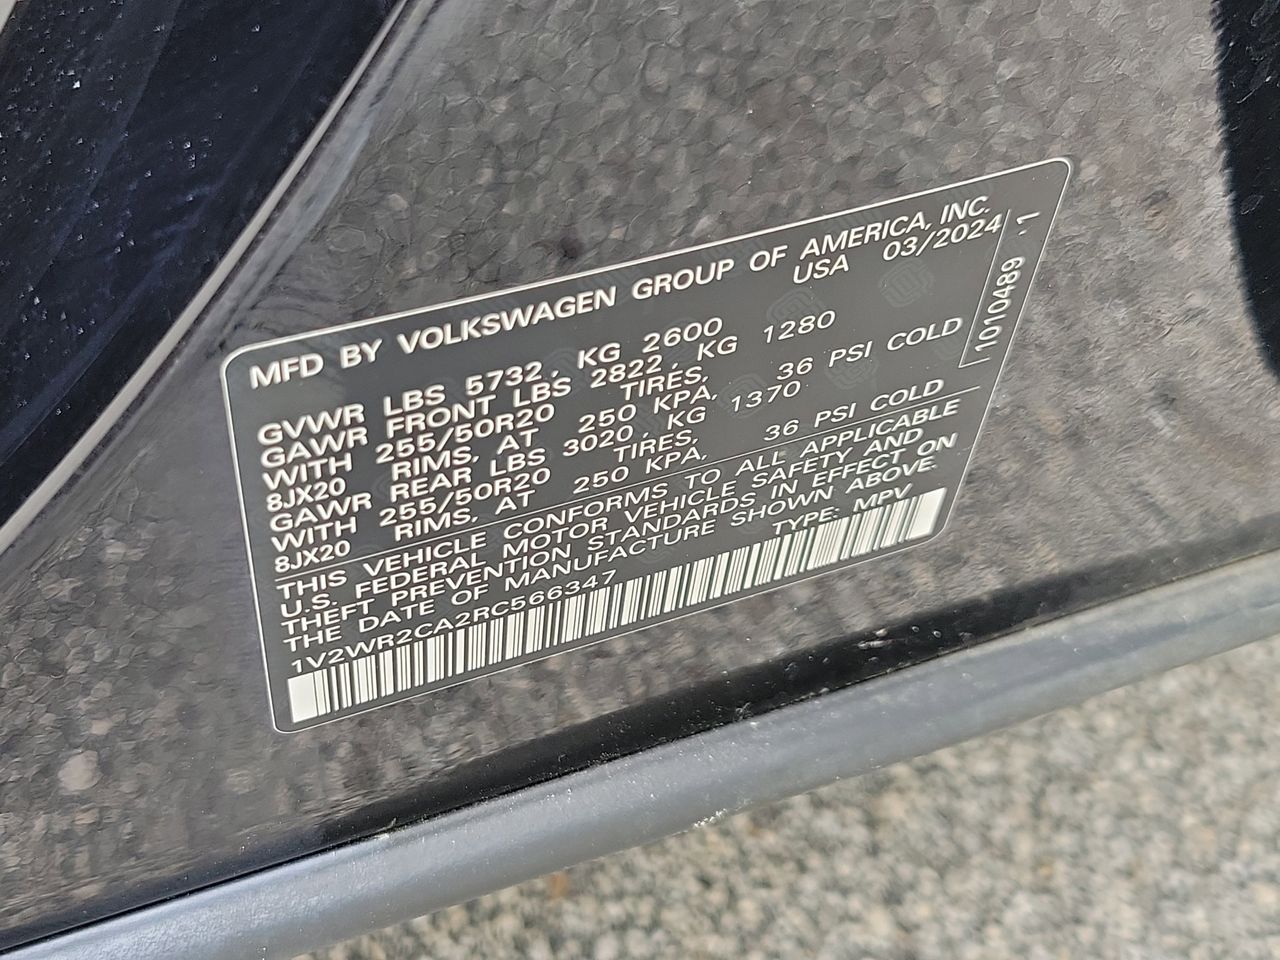 MFD BY VOLKSWAGEN GROUP OF AMERICA, INC.
USA 03/2024
GVWR LBS 5732, KG 2600
GAWR FRONT LBS 2822, KG 1280
WITH 255/50R20 TIRES,
8JX20 RIMS, AT 250 KPA, 36 PSI COLD
GAWR REAR LBS 3020, KG 1370
WITH 255/50R20 TIRES,
8JX20 RIMS, AT 250 KPA, 36 PSI COLD
THIS VEHICLE CONFORMS TO ALL APPLICABLE
U.S. FEDERAL MOTOR VEHICLE SAFETY AND
THEFT PREVENTION STANDARDS IN EFFECT ON
THE DATE OF MANUFACTURE SHOWN ABOVE.
1V2WR2CA2RC566347 TYPE: MPV
1010489 .1